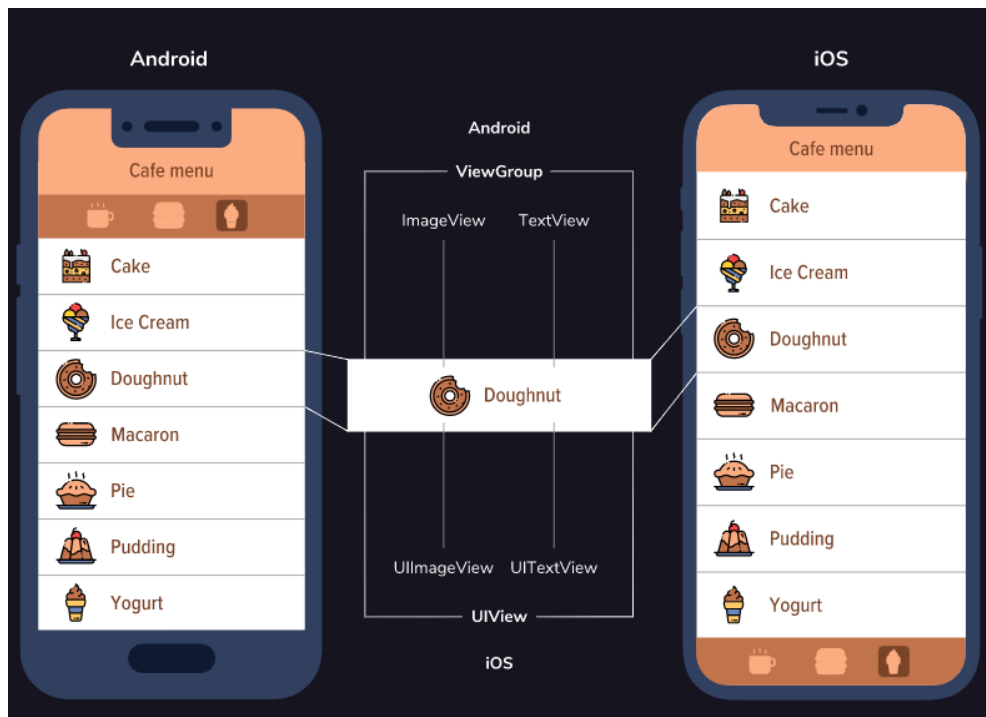 Android
Cafe menu
Cake
Ice Cream
Doughnut
Macaron
Pie
Pudding
Yogurt
Android
ViewGroup
ImageView TextView
Doughnut
UIImageView UITextView
UIView
iOS
iOS
Cafe menu
Cake
Ice Cream
Doughnut
Macaron
Pie
Pudding
Yogurt